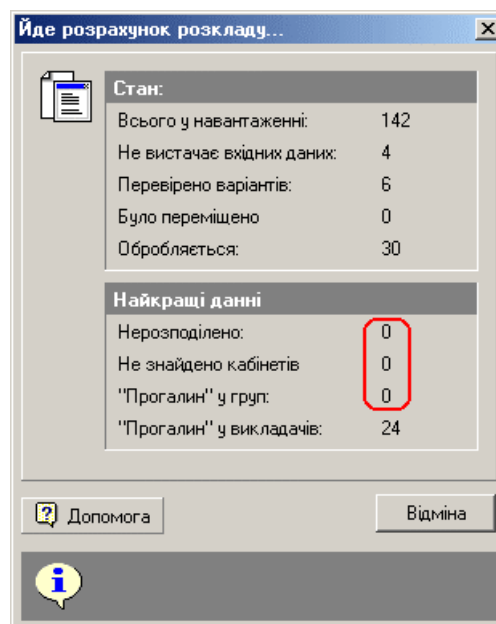 Йде розрахунок розкладу...
Стан:
Всього у навантаженні: 142
Не вистачає вхідних даних: 4
Перевірено варіантів: 6
Було переміщено 0
Обробляється: 30
Найкращі данні
Нерозподілено: 0
Не знайдено кабінетів 0
"Прогалин" у груп: 0
"Прогалин" у викладачів: 24
Допомога
Відміна